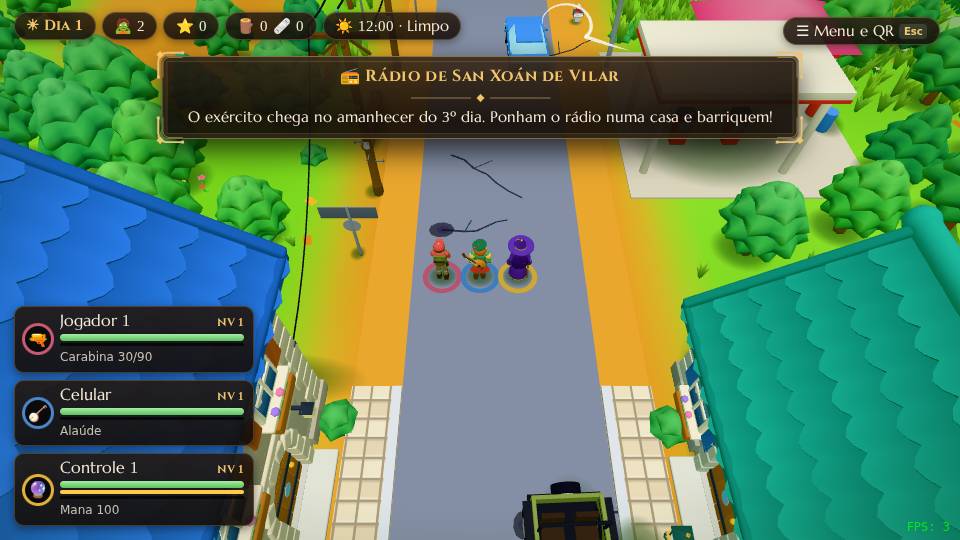 DIA 1
2
0
0
0
12:00 · Limpo
Menu e QR Esc
RÁDIO DE SAN XOÁN DE VILAR
O exército chega no amanhecer do 3º dia. Ponham o rádio numa casa e barriquem!
Jogador 1 NV 1
Carabina 30/90
Celular NV 1
Alaúde
Controle 1 NV 1
Mana 100
FPS: 3